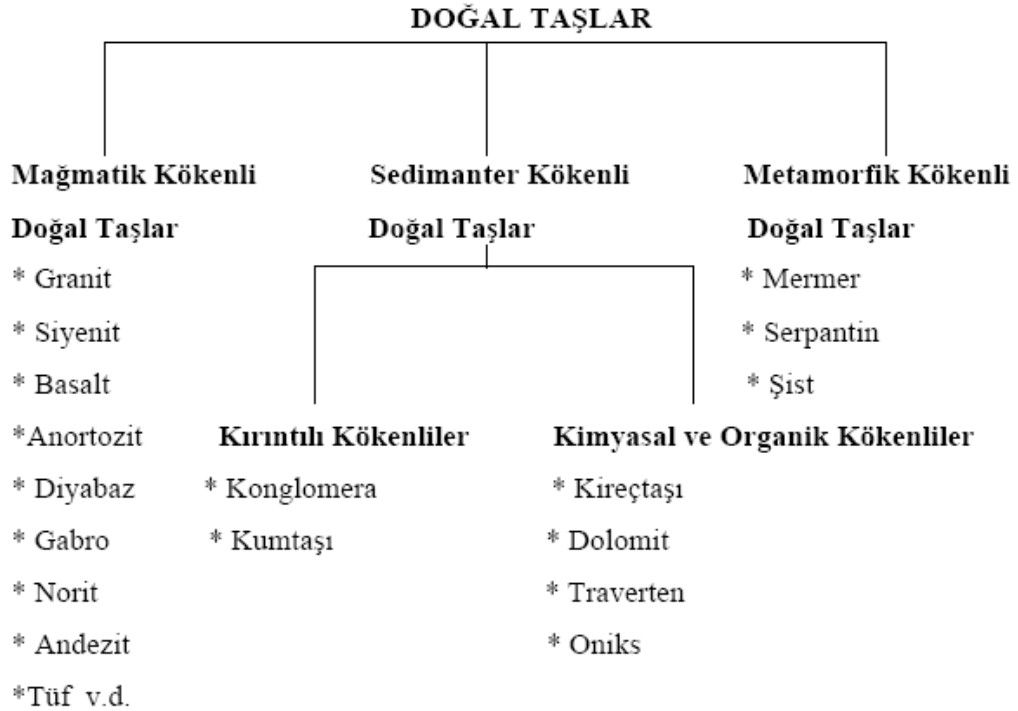 DOĞAL TAŞLAR
Mağmatik Kökenli
Doğal Taşlar
* Granit
* Siyenit
* Basalt
*Anortozit
* Diyabaz
* Gabro
* Norit
* Andezit
*Tüf v.d.
Sedimanter Kökenli
Doğal Taşlar
Kırıntılı Kökenliler
* Konglomera
* Kumtaşı
Kimyasal ve Organik Kökenliler
* Kireçtaşı
* Dolomit
* Traverten
* Oniks
Metamorfik Kökenli
Doğal Taşlar
* Mermer
* Serpantin
* Şist